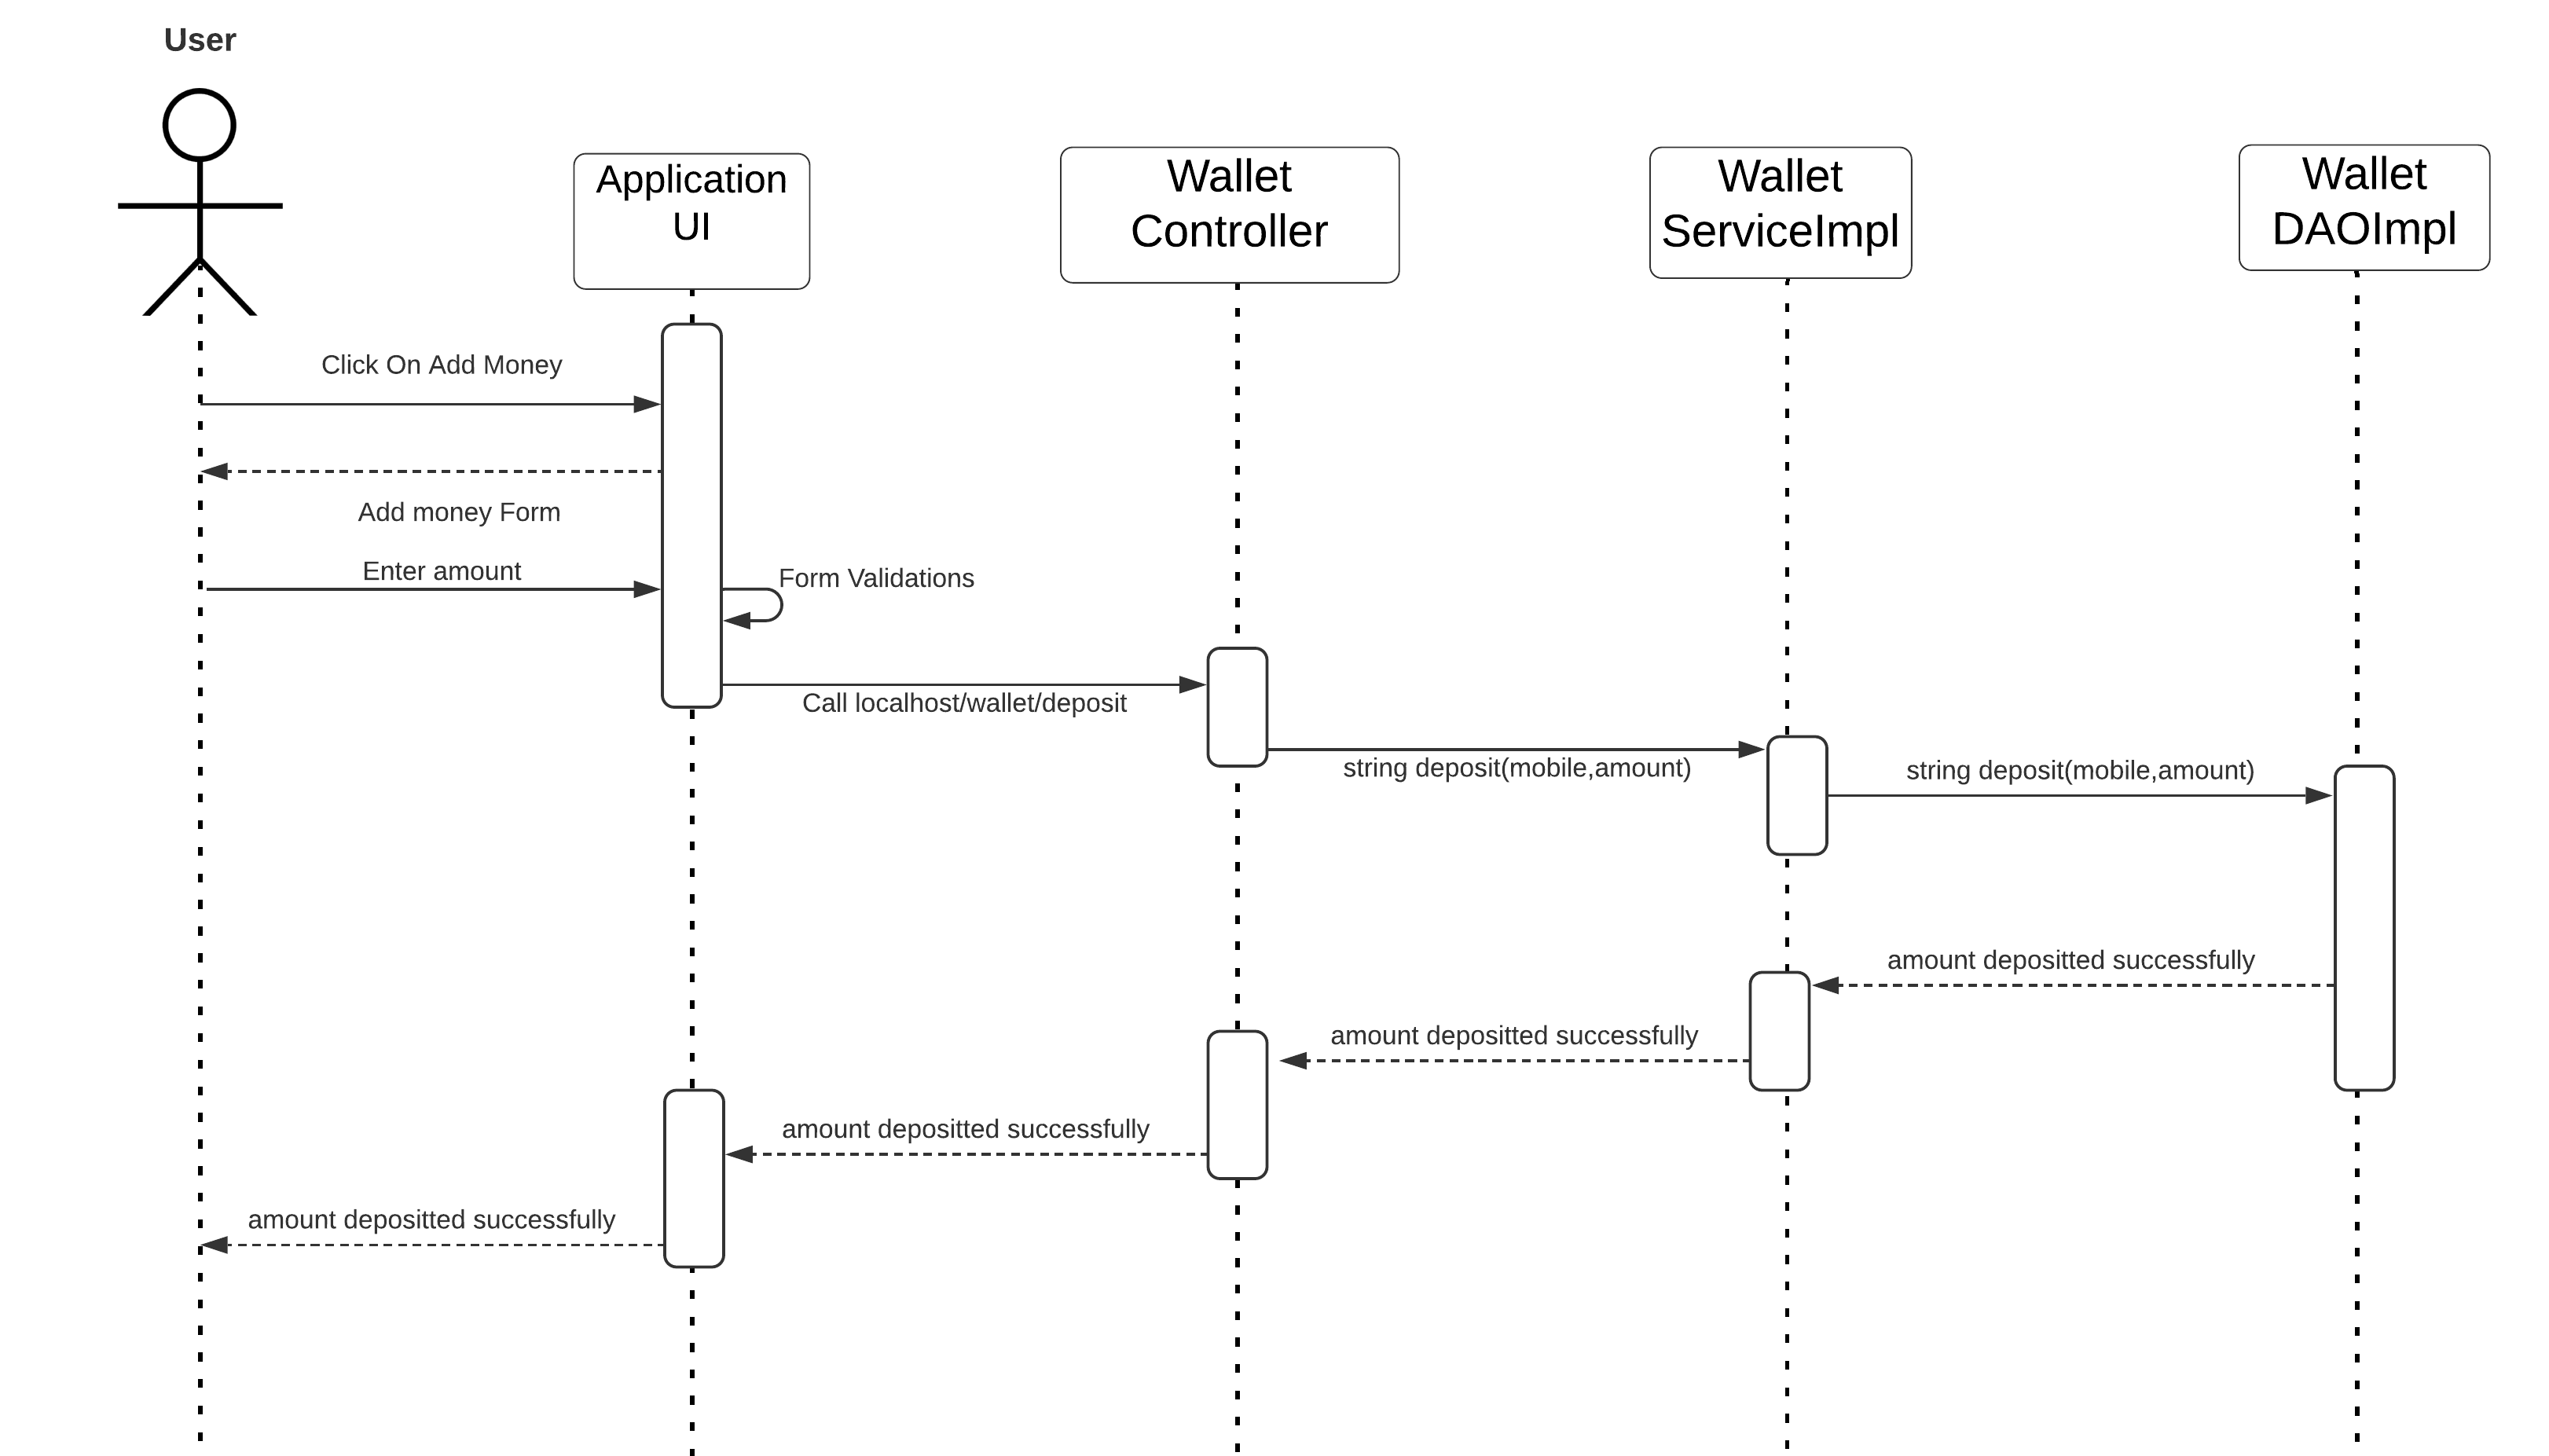 User
Application
UI
Wallet
Controller
Wallet
ServiceImpl
Wallet
DAOImpl
Click On Add Money
Add money Form
Enter amount
Form Validations
Call localhost/wallet/deposit
string deposit(mobile,amount)
string deposit(mobile,amount)
amount depositted successfully
amount depositted successfully
amount depositted successfully
amount depositted successfully